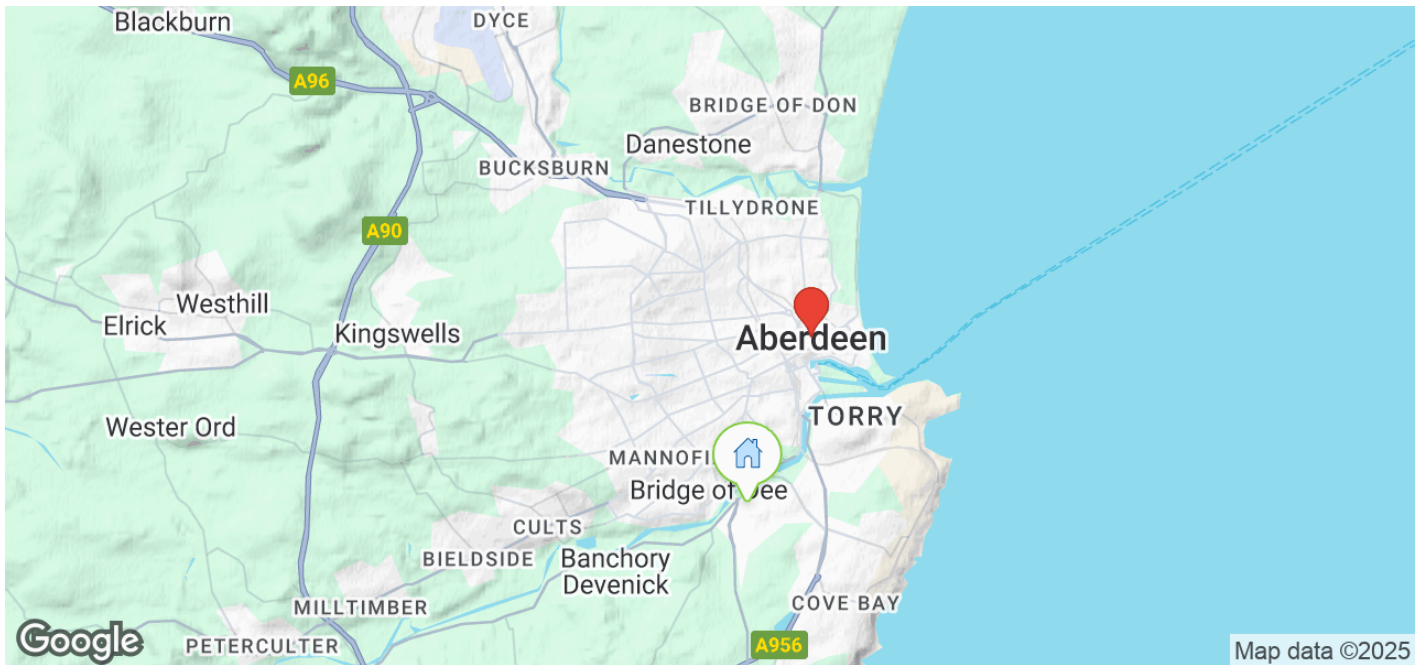 Blackburn
DYCE
A96
BRIDGE OF DON
Danestone
BUCKSBURN
TILLYDRONE
A90
Westhill
Elrick
Kingswells
Aberdeen
TORRY
Wester Ord
Bridge of Dee
CULTS
BIELDSIDE
Banchory
Devenick
MILLTIMBER
COVE BAY
PETERCULTER
A956
Google
Map data ©2025